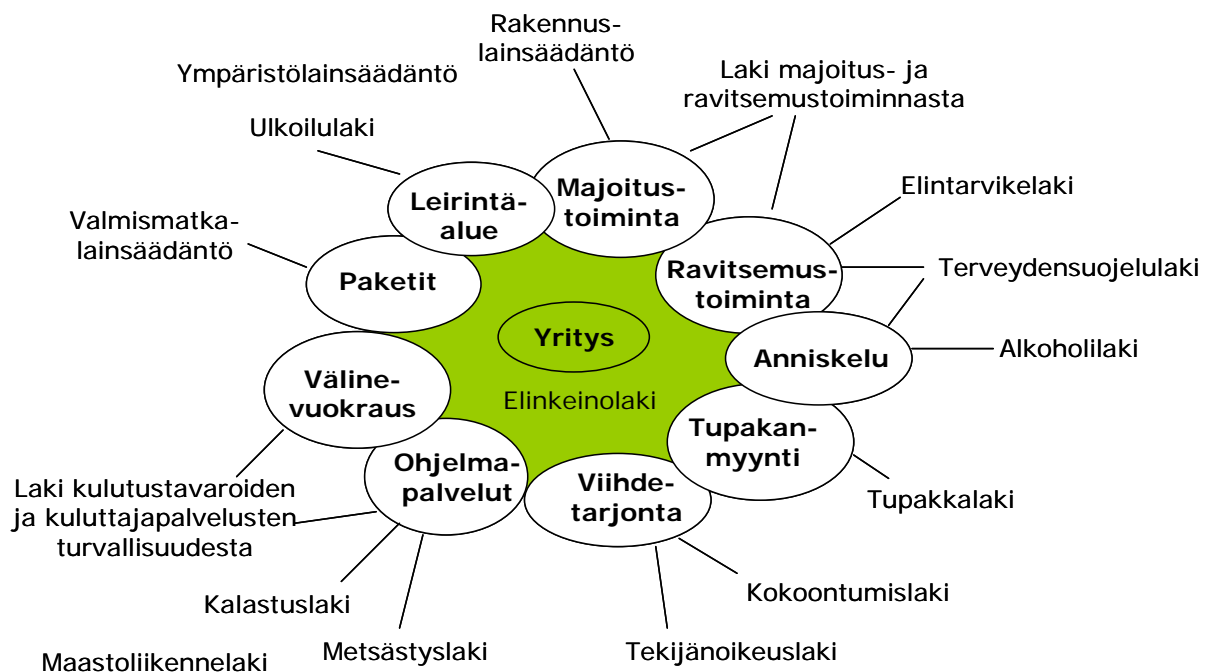 Rakennus-
lainsäädäntö
Ympäristölainsäädäntö
Laki majoitus- ja
ravitsemustoiminnasta
Ulkoilulaki
Majoitus-
toiminta
Leirintä-
alue
Elintarvikelaki
Valmismatka-
lainsäädäntö
Paketit
Ravitsemus-
toiminta
Terveydensuojelulaki
Yritys
Anniskelu
Alkoholilaki
Väline-
vuokraus
Elinkeinolaki
Tupakan-
myynti
Ohjelma-
palvelut
Viihde-
tarjonta
Laki kulutustavaroiden
ja kuluttajapalvelusten
turvallisuudesta
Tupakkalaki
Kalastuslaki
Kokoontumislaki
Maastoliikennelaki
Metsästyslaki
Tekijänoikeuslaki